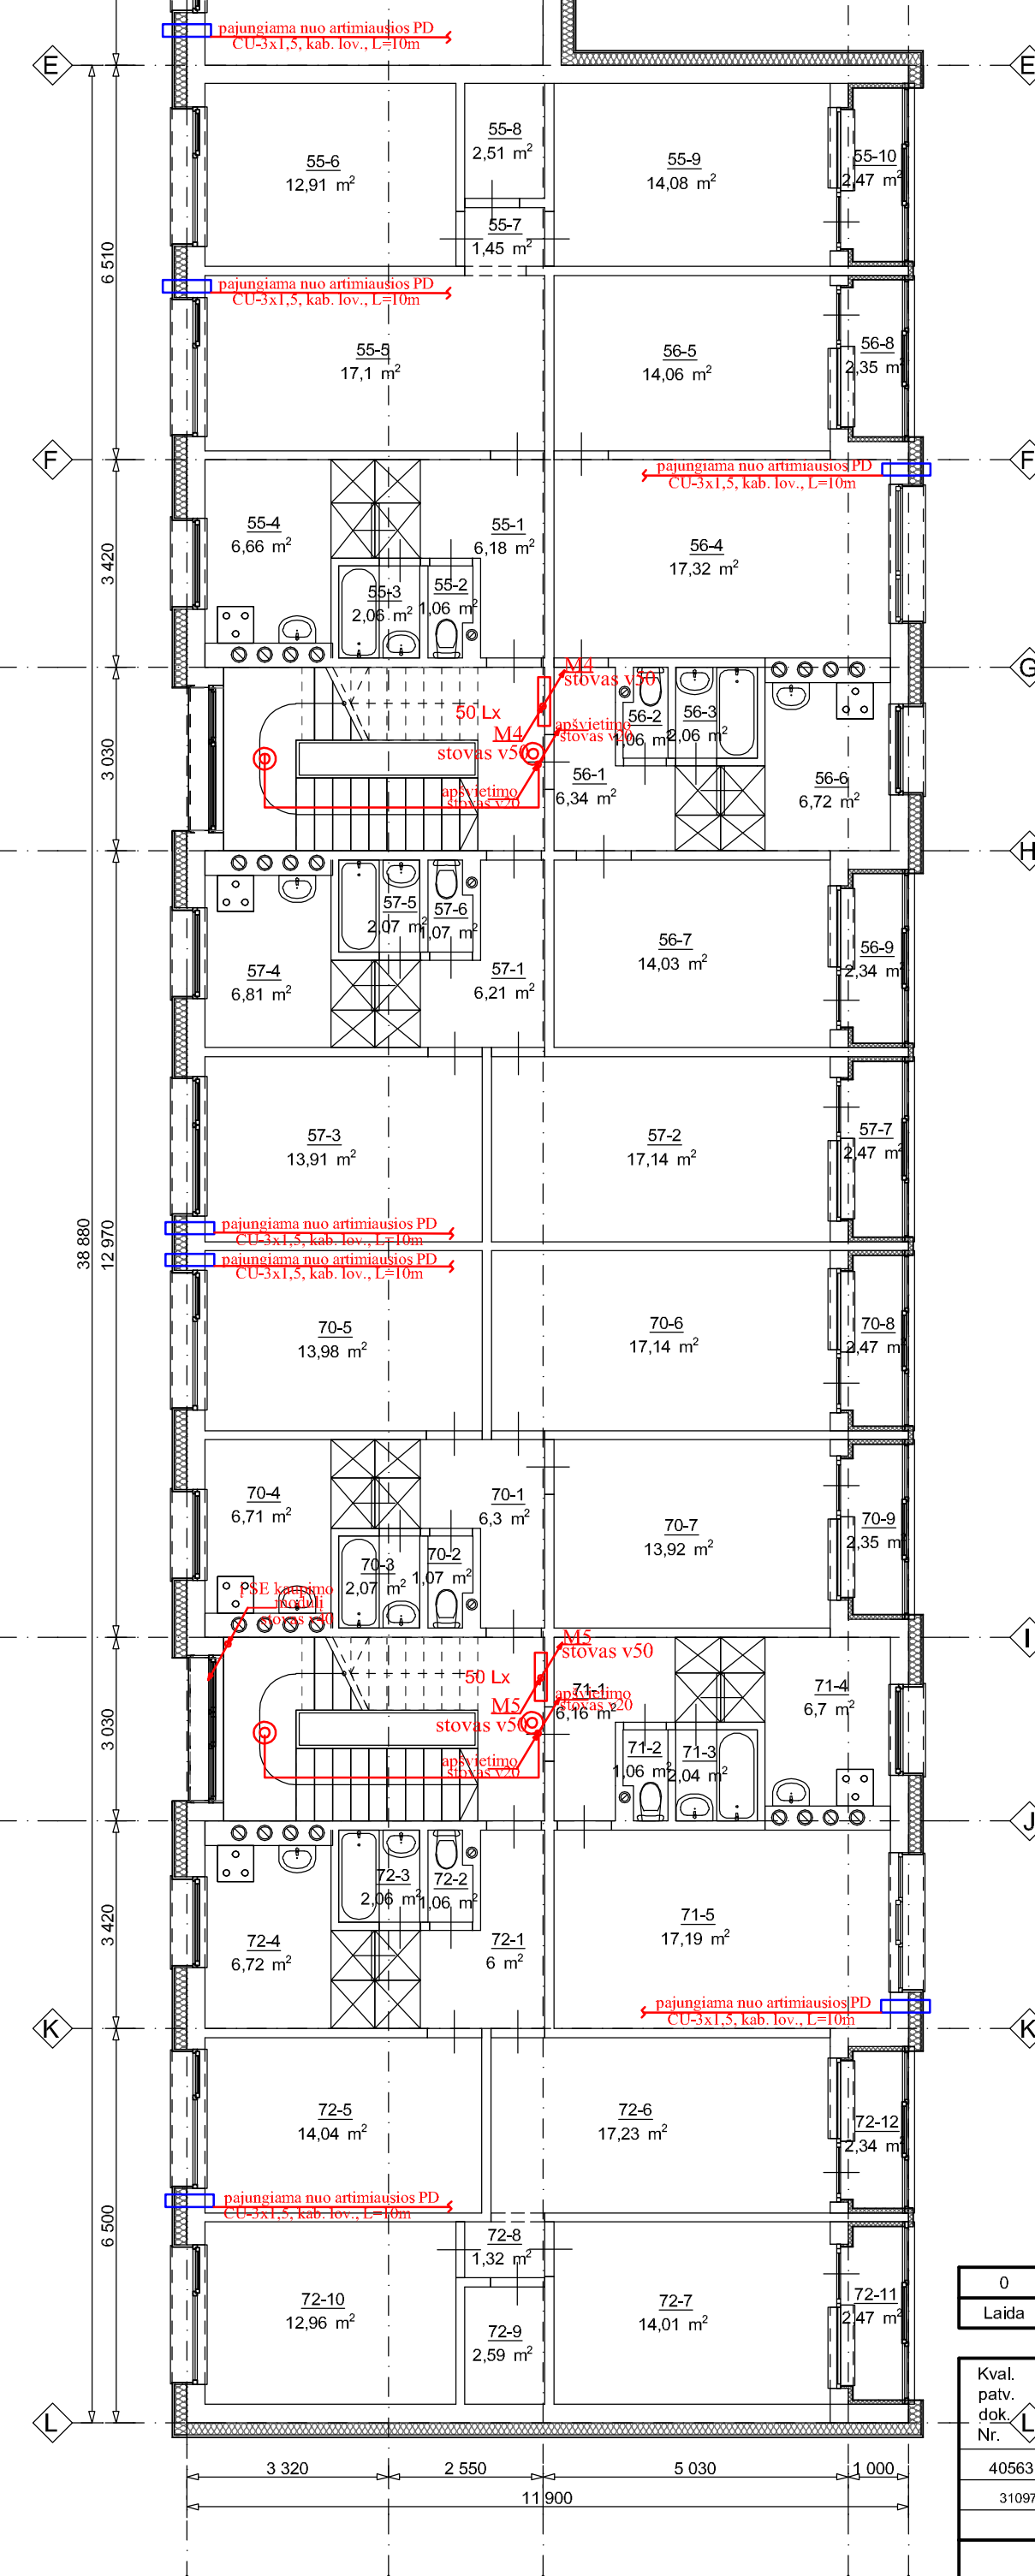 pajungiama nuo artimiausios PD
CU-3x1,5, kab. lov., L=10m
E
E
55-6
12,91 m²
55-8
2,51 m²
55-9
14,08 m²
55-10
2,47 m²
55-7
1,45 m²
6 510
pajungiama nuo artimiausios PD
CU-3x1,5, kab. lov., L=10m
55-5
17,1 m²
56-5
14,06 m²
56-8
2,35 m²
F
F
pajungiama nuo artimiausios PD
CU-3x1,5, kab. lov., L=10m
55-4
6,66 m²
55-1
6,18 m²
56-4
17,32 m²
3 420
55-3
2,06 m²
55-2
1,06 m²
G
M4
stovas v50
50 Lx
M4
stovas v50
apšvietimo
stovas v20
56-2
1,06 m²
56-3
2,06 m²
3 030
56-1
6,34 m²
56-6
6,72 m²
apšvietimo
stovas v20
H
57-5
2,07 m²
57-6
1,07 m²
57-4
6,81 m²
57-1
6,21 m²
56-7
14,03 m²
56-9
2,34 m²
57-3
13,91 m²
57-2
17,14 m²
57-7
2,47 m²
38 880
12 970
pajungiama nuo artimiausios PD
CU-3x1,5, kab. lov., L=10m
pajungiama nuo artimiausios PD
CU-3x1,5, kab. lov., L=10m
70-5
13,98 m²
70-6
17,14 m²
70-8
2,47 m²
70-4
6,71 m²
70-1
6,3 m²
70-7
13,92 m²
70-9
2,35 m²
70-3
2,07 m²
70-2
1,07 m²
Į SE kaupimo
modulį
stovas v40
I
M5
stovas v50
50 Lx
M5
stovas v50
71-1
6,16 m²
apšvietimo
stovas v20
71-4
6,7 m²
3 030
71-2
1,06 m²
71-3
2,04 m²
apšvietimo
stovas v20
J
72-3
2,06 m²
72-2
1,06 m²
3 420
72-4
6,72 m²
72-1
6 m²
71-5
17,19 m²
pajungiama nuo artimiausios PD
CU-3x1,5, kab. lov., L=10m
K
K
72-5
14,04 m²
72-6
17,23 m²
72-12
2,34 m²
6 500
pajungiama nuo artimiausios PD
CU-3x1,5, kab. lov., L=10m
72-8
1,32 m²
72-10
12,96 m²
72-9
2,59 m²
72-7
14,01 m²
72-11
2,47 m²
0
Laida
Kval.
patv.
dok.
Nr.
L
L
3 320
2 550
5 030
1 000
11 900
40563
31097